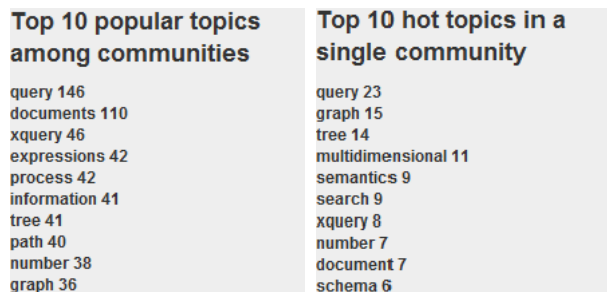 Top 10 popular topics
among communities
query 146
documents 110
xquery 46
expressions 42
process 42
information 41
tree 41
path 40
number 38
graph 36
Top 10 hot topics in a
single community
query 23
graph 15
tree 14
multidimensional 11
semantics 9
search 9
xquery 8
number 7
document 7
schema 6